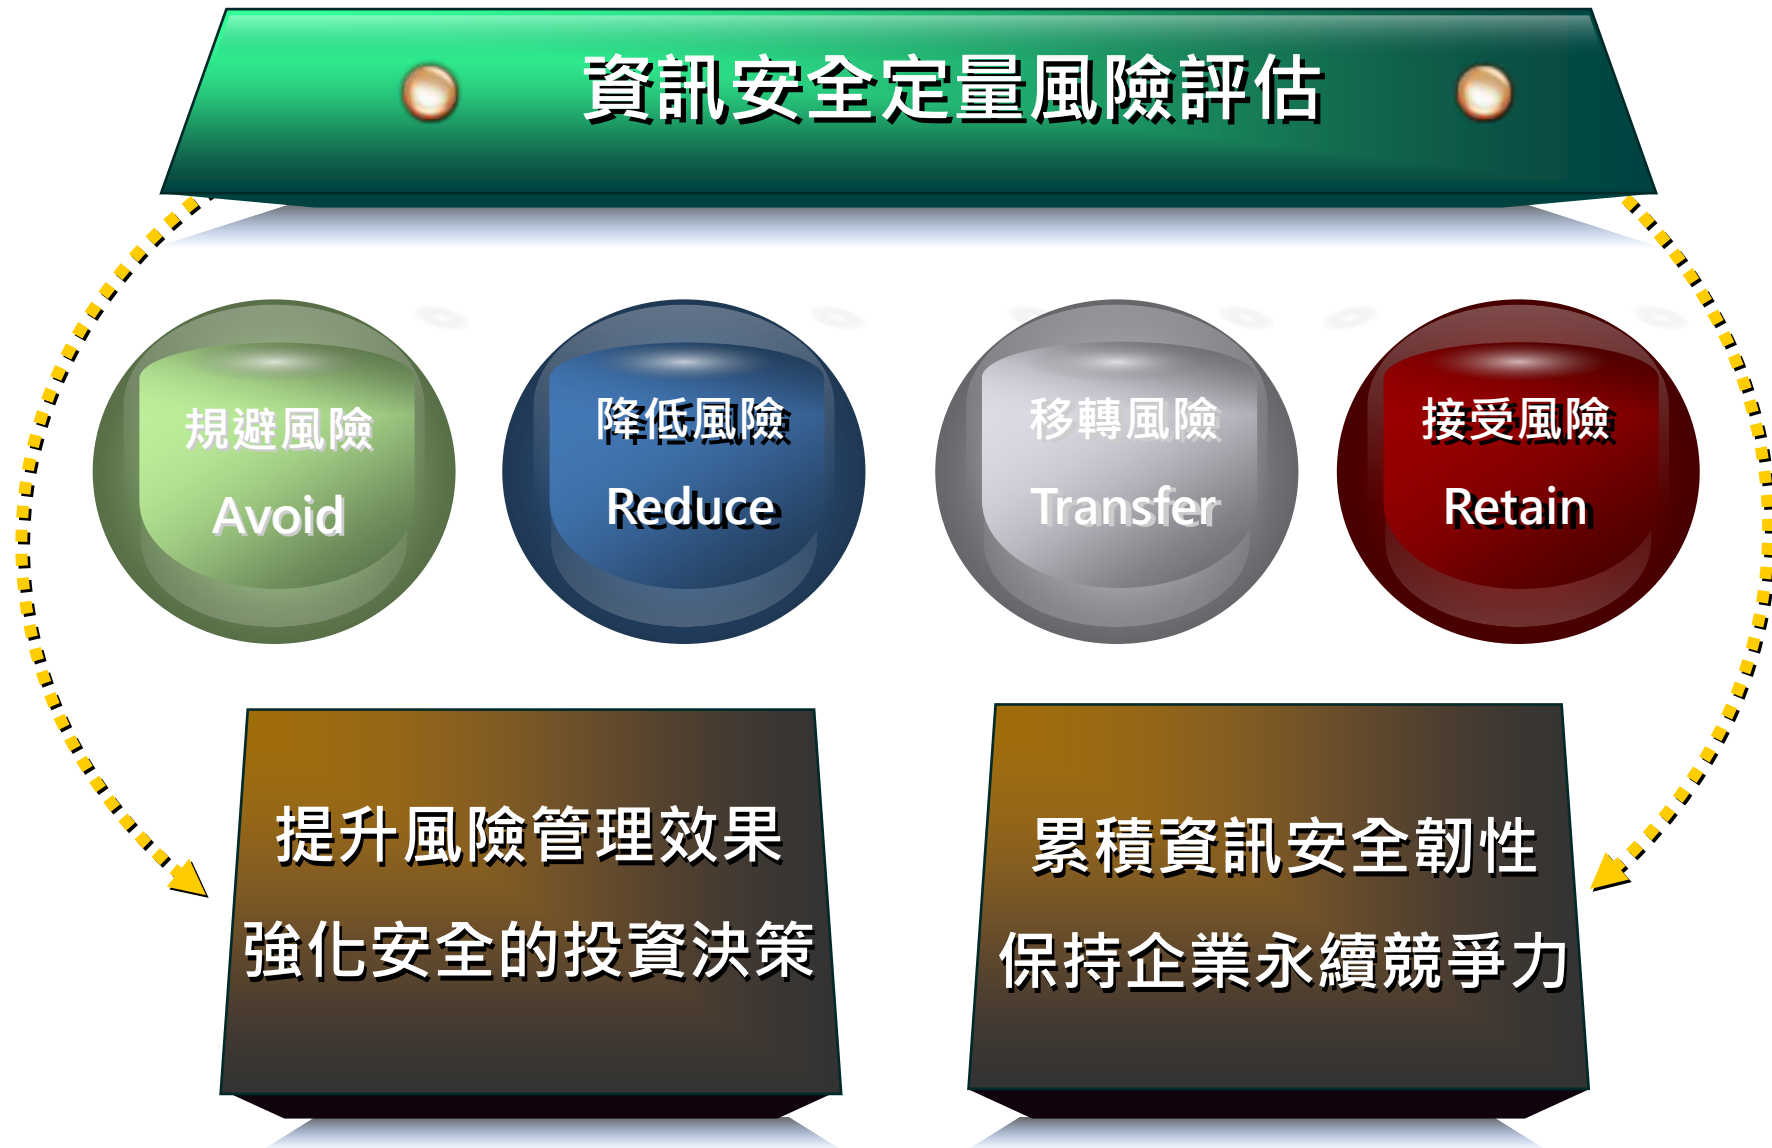 資訊安全定量風險評估
規避風險
Avoid
降低風險
Reduce
移轉風險
Transfer
接受風險
Retain
提升風險管理效果
強化安全的投資決策
累積資訊安全韌性
保持企業永續競爭力